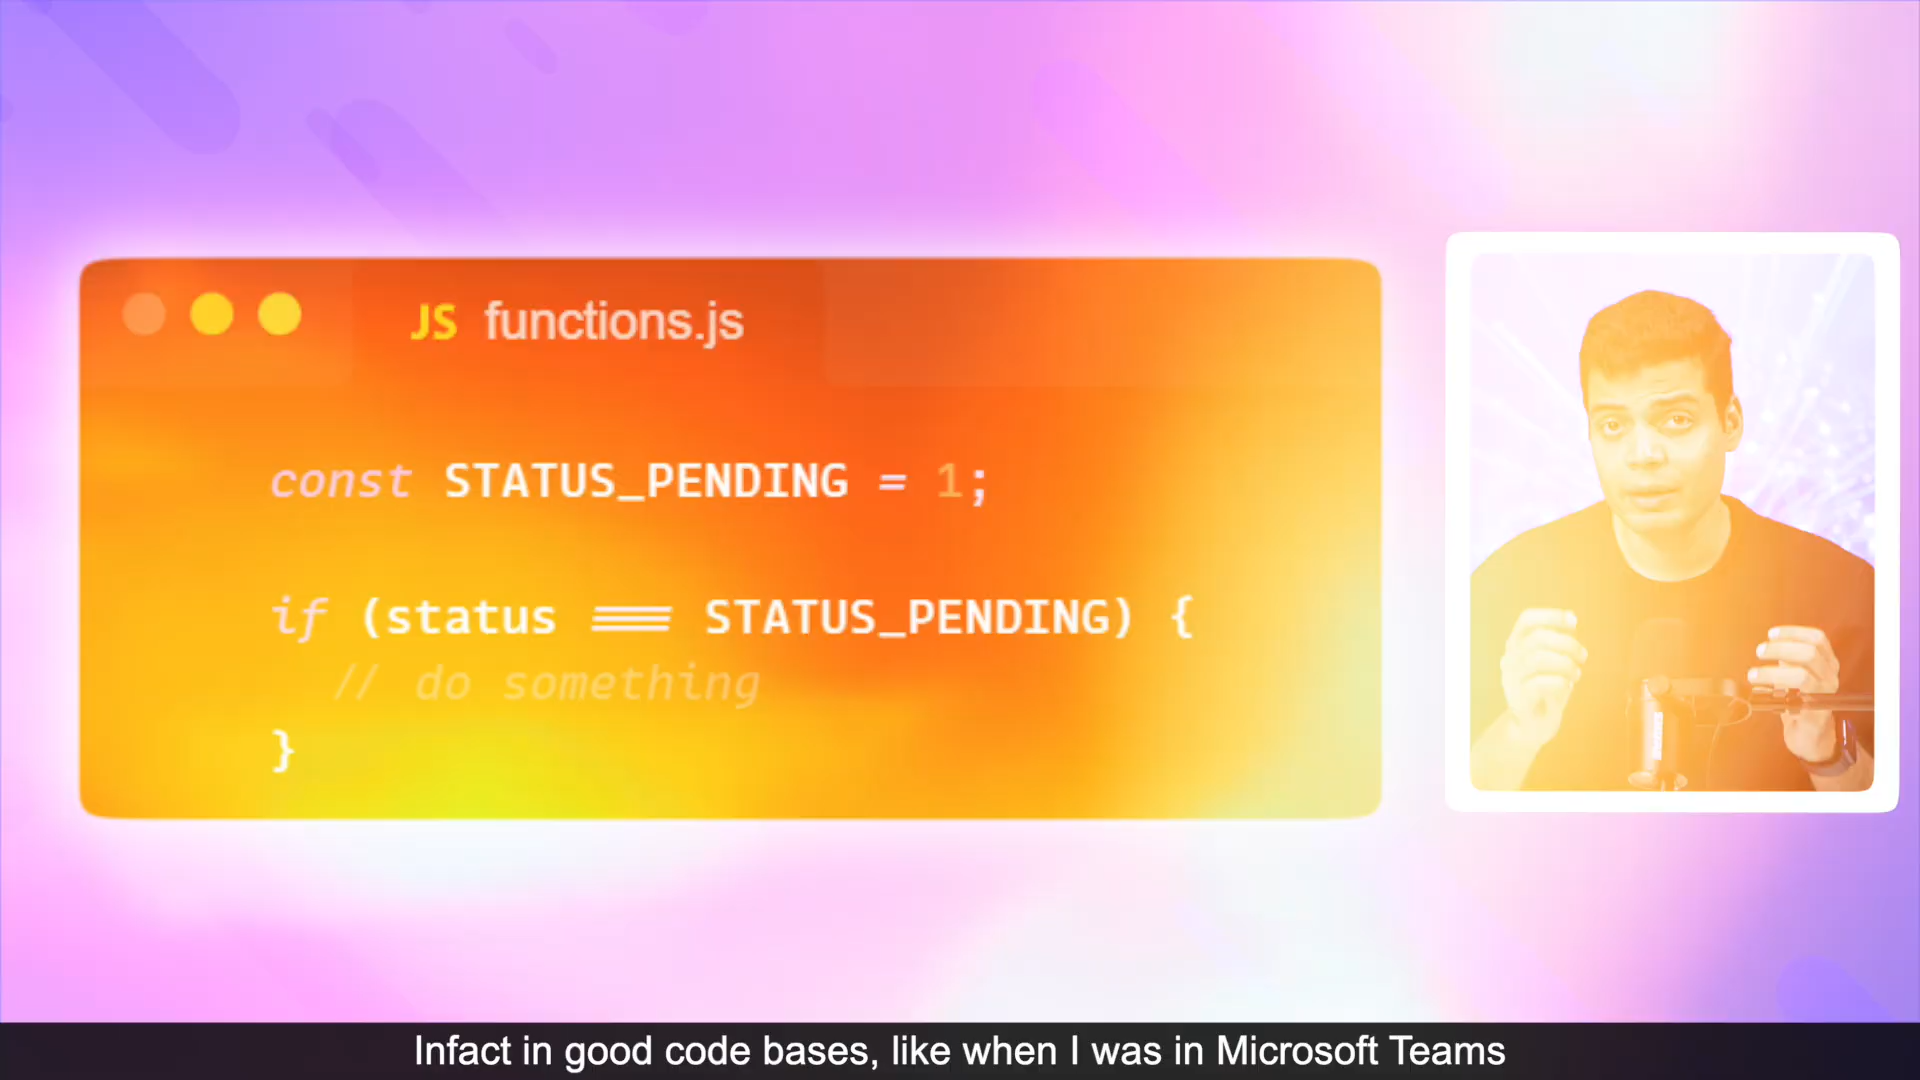 JS functions.js
const STATUS_PENDING = 1;
if (status === STATUS_PENDING) {
// do something
}
Infact in good code bases, like when I was in Microsoft Teams